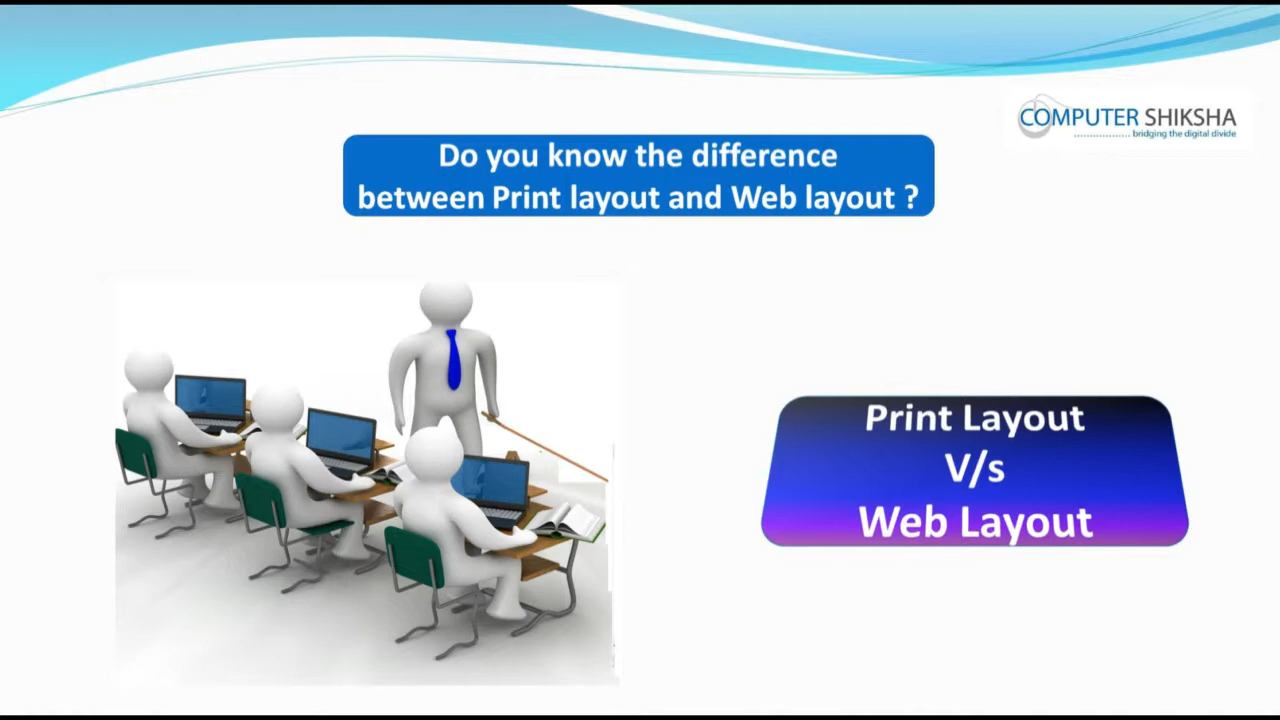 COMPUTER SHIKSHA
bridging the digital divide
Do you know the difference
between Print layout and Web layout ?
Print Layout
V/s
Web Layout